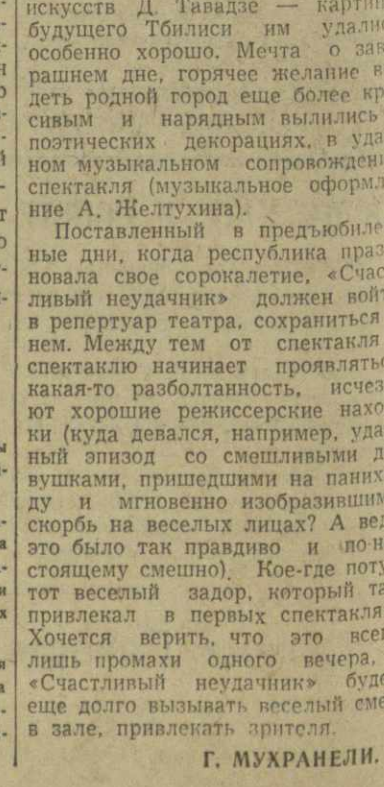 искусств Д. Тавадзе — картин
будущего Тбилиси им удали
особенно хорошо. Мечта о зав
рашнем дне, горячее желание в
деть родной город еще более кр
сивым и нарядным вылились
поэтических декорациях, в уда
ном музыкальном сопровождени
спектакля (музыкальное оформл
ние А. Желтухина).
Поставленный в предъюбиле
ные дни, когда республика праз
новала свое сорокалетие, «Счас
ливый неудачник» должен войт
в репертуар театра, сохраниться
нем. Между тем от спектакля
спектаклю начинает проявлять
какая-то разболтанность, исчез
ют хорошие режиссерские нахо
ки (куда девался, например, уда
ный эпизод со смешливыми д
вушками, пришедшими на паних
ду и мгновенно изобразившим
скорбь на веселых лицах? А вед
это было так правдиво и по-н
стоящему смешно). Кое-где поту
тот веселый задор, который та
привлекал в первых спектакля
Хочется верить, что это всег
лишь промахи одного вечера,
«Счастливый неудачник» буде
еще долго вызывать веселый сме
в зале, привлекать зрителя.
Г. МУХРАНЕЛИ.